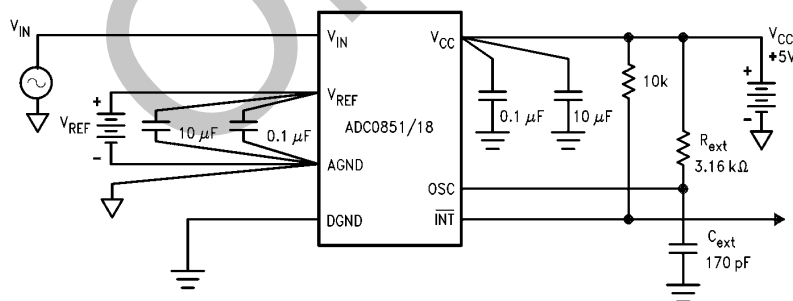 V_IN
V_IN
V_REF
+
-
10 μF
0.1 μF
V_REF
AGND
DGND
ADC0851/18
V_CC
OSC
INT
0.1 μF
10 μF
10k
R_ext
3.16 kΩ
C_ext
170 pF
V_CC
+5V
+
-